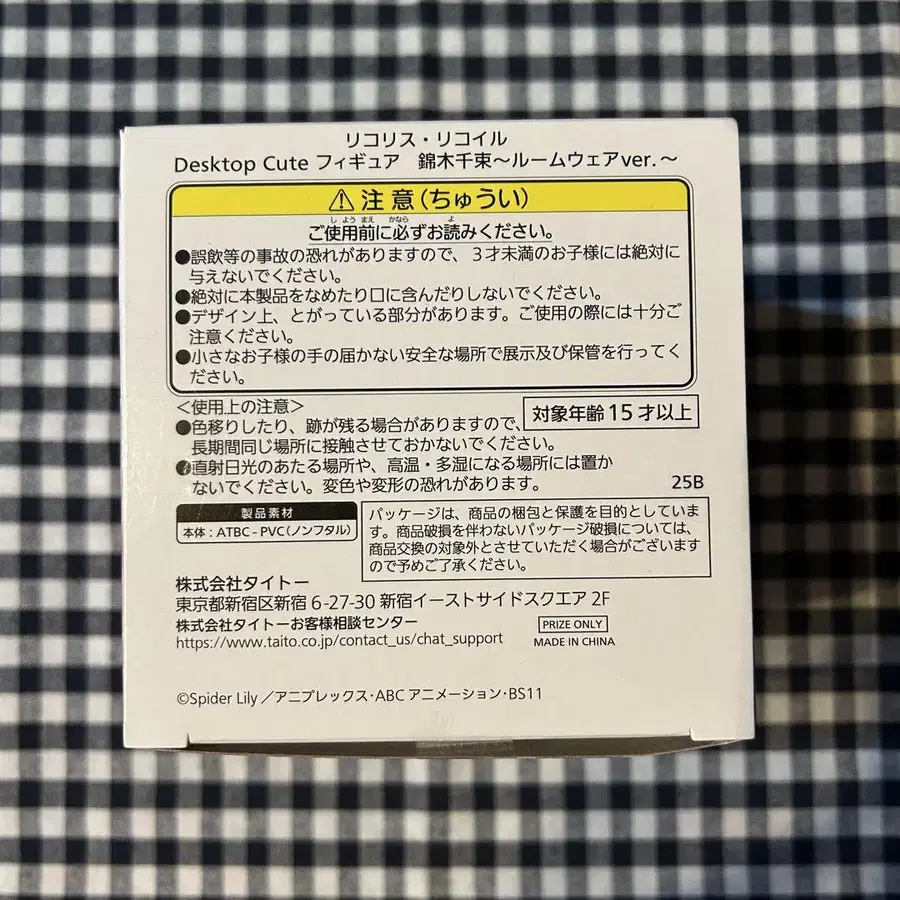 リコリス・リコイル
Desktop Cute フィギュア 錦木千束～ルームウェアver.～
⚠注意(ちゅうい)
しようまえ かなら よ
ご使用前に必ずお読みください。
●誤飲等の事故の恐れがありますので、３才未満のお子様には絶対に
与えないでください。
●絶対に本製品をなめたり口に含んだりしないでください。
●デザイン上、とがっている部分があります。ご使用の際には十分ご
注意ください。
●小さなお子様の手の届かない安全な場所で展示及び保管を行ってく
ださい。
＜使用上の注意＞
対象年齢15才以上
●色移りしたり、跡が残る場合がありますので、
長期間同じ場所に接触させておかないでください。
●直射日光のあたる場所や、高温・多湿になる場所には置か
ないでください。変色や変形の恐れがあります。
25B
製品素材
本体：ATBC-PVC(ノンフタル)
パッケージは、商品の梱包と保護を目的としていま
す。商品破損を伴わないパッケージ破損については、
商品交換の対象外とさせていただく場合がございます
ので予めご了承ください。
株式会社タイトー
東京都新宿区新宿 6-27-30 新宿イーストサイドスクエア 2F
株式会社タイトーお客様相談センター
https://www.taito.co.jp/contact_us/chat_support
PRIZE ONLY
MADE IN CHINA
©Spider Lily／アニプレックス・ABC アニメーション・BS11